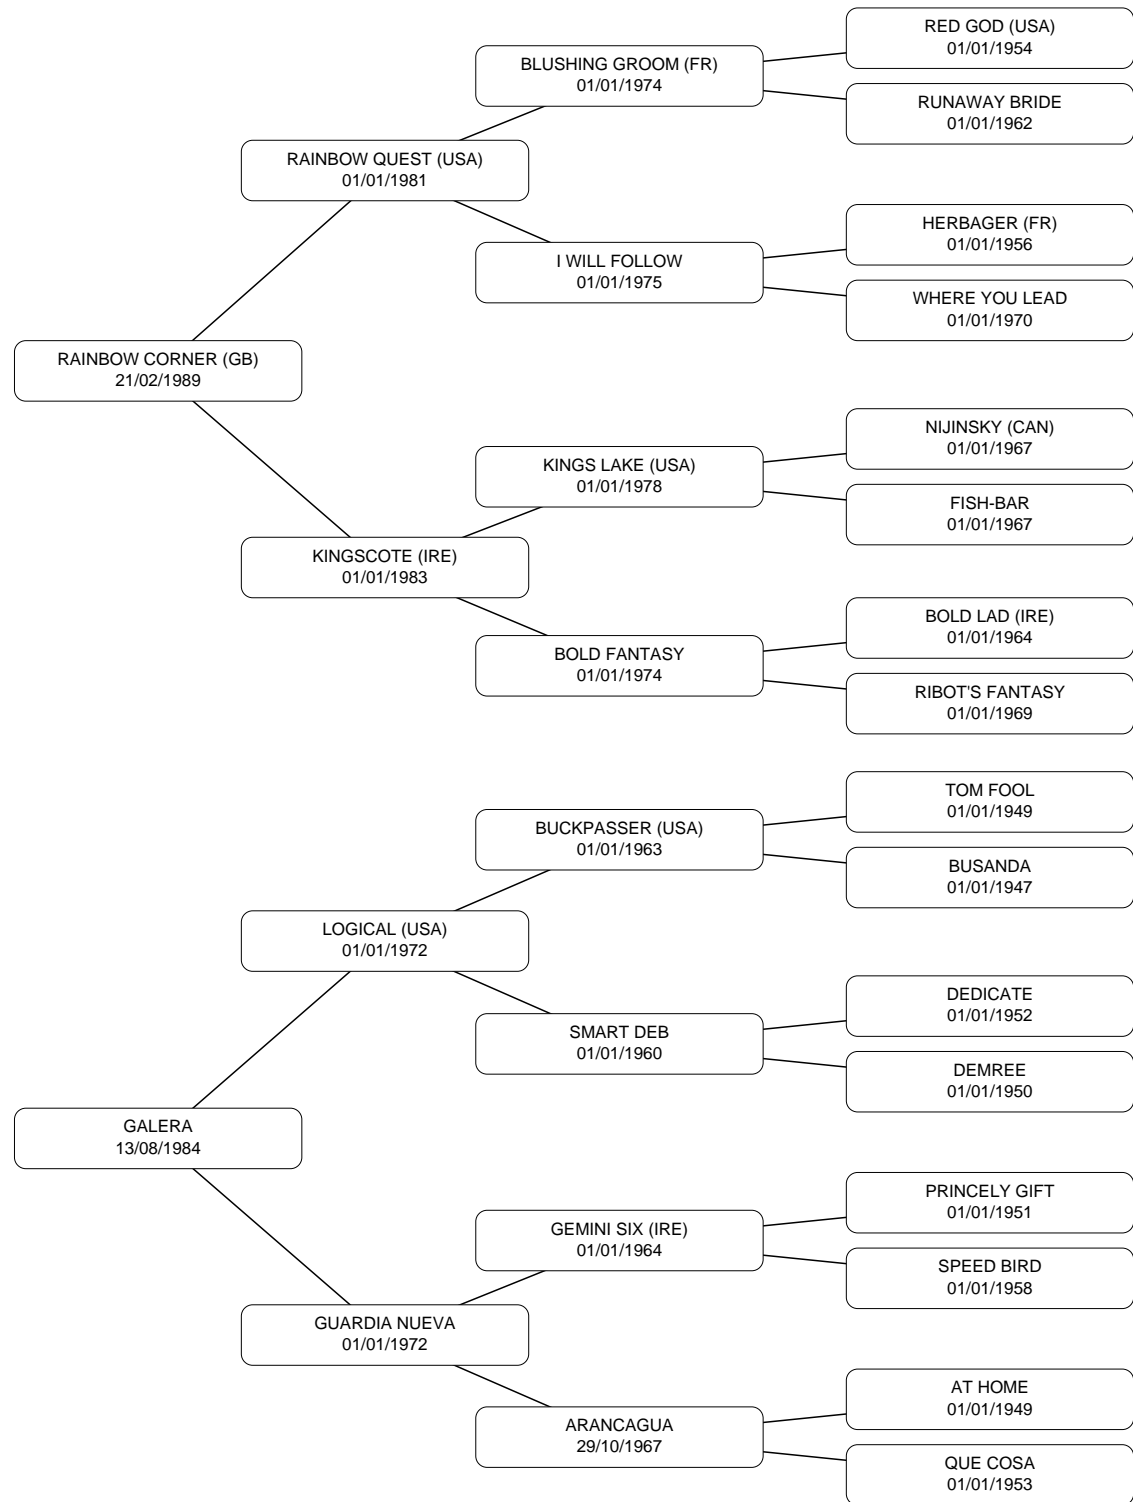 RED GOD (USA)
01/01/1954
BLUSHING GROOM (FR)
01/01/1974
RUNAWAY BRIDE
01/01/1962
RAINBOW QUEST (USA)
01/01/1981
HERBAGER (FR)
01/01/1956
I WILL FOLLOW
01/01/1975
WHERE YOU LEAD
01/01/1970
RAINBOW CORNER (GB)
21/02/1989
NIJINSKY (CAN)
01/01/1967
KINGS LAKE (USA)
01/01/1978
FISH-BAR
01/01/1967
KINGSCOTE (IRE)
01/01/1983
BOLD LAD (IRE)
01/01/1964
BOLD FANTASY
01/01/1974
RIBOT'S FANTASY
01/01/1969
TOM FOOL
01/01/1949
BUCKPASSER (USA)
01/01/1963
BUSANDA
01/01/1947
LOGICAL (USA)
01/01/1972
DEDICATE
01/01/1952
SMART DEB
01/01/1960
DEMREE
01/01/1950
GALERA
13/08/1984
PRINCELY GIFT
01/01/1951
GEMINI SIX (IRE)
01/01/1964
SPEED BIRD
01/01/1958
GUARDIA NUEVA
01/01/1972
AT HOME
01/01/1949
ARANCAGUA
29/10/1967
QUE COSA
01/01/1953